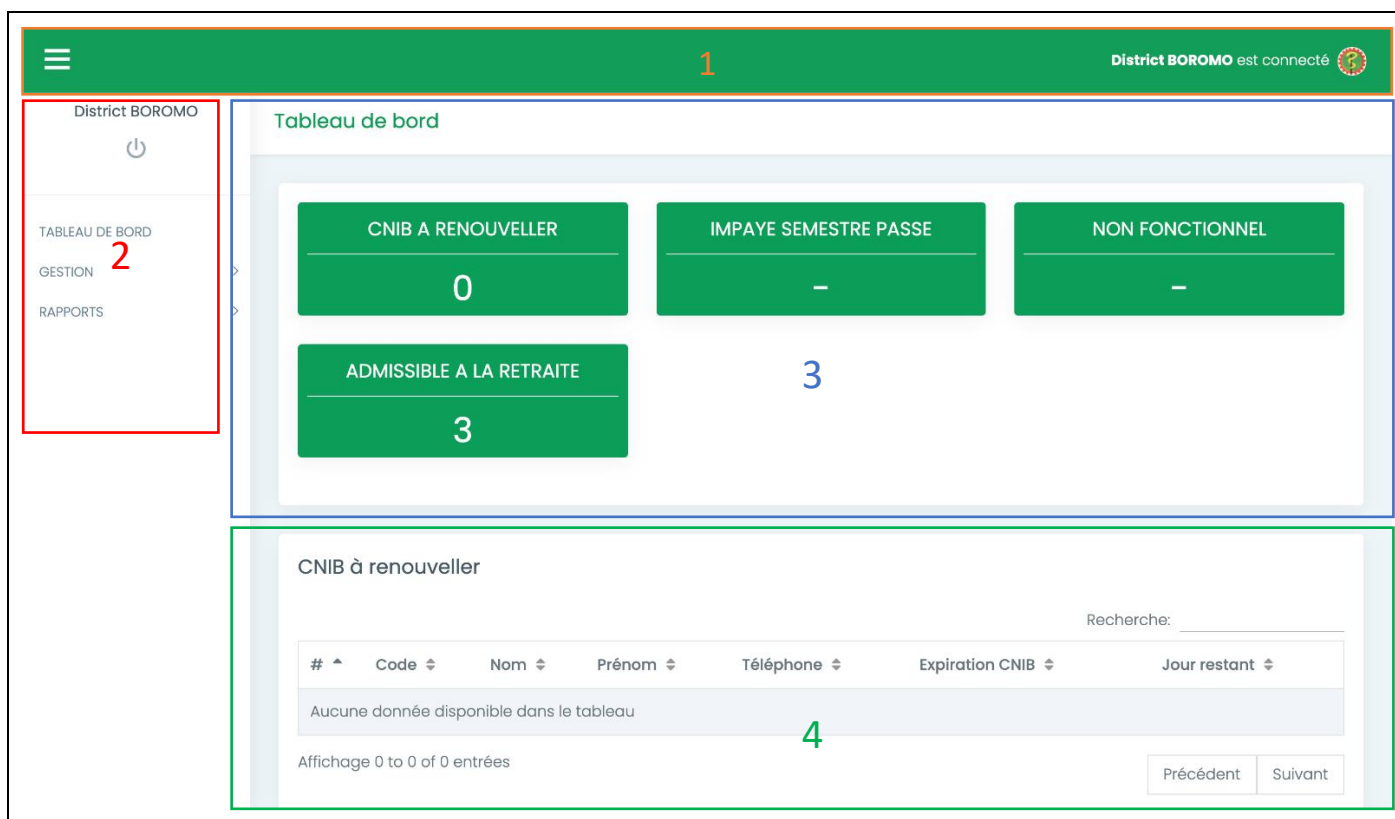 1
District BOROMO est connecté
District BOROMO
TABLEAU DE BORD
2
GESTION
RAPPORTS
Tableau de bord
CNIB A RENOUVELLER
0
IMPAYE SEMESTRE PASSE
-
NON FONCTIONNEL
-
ADMISSIBLE A LA RETRAITE
3
3
CNIB à renouveller
Recherche:
# Code Nom Prénom Téléphone Expiration CNIB Jour restant
Aucune donnée disponible dans le tableau
4
Affichage 0 to 0 of 0 entrées
Précédent Suivant